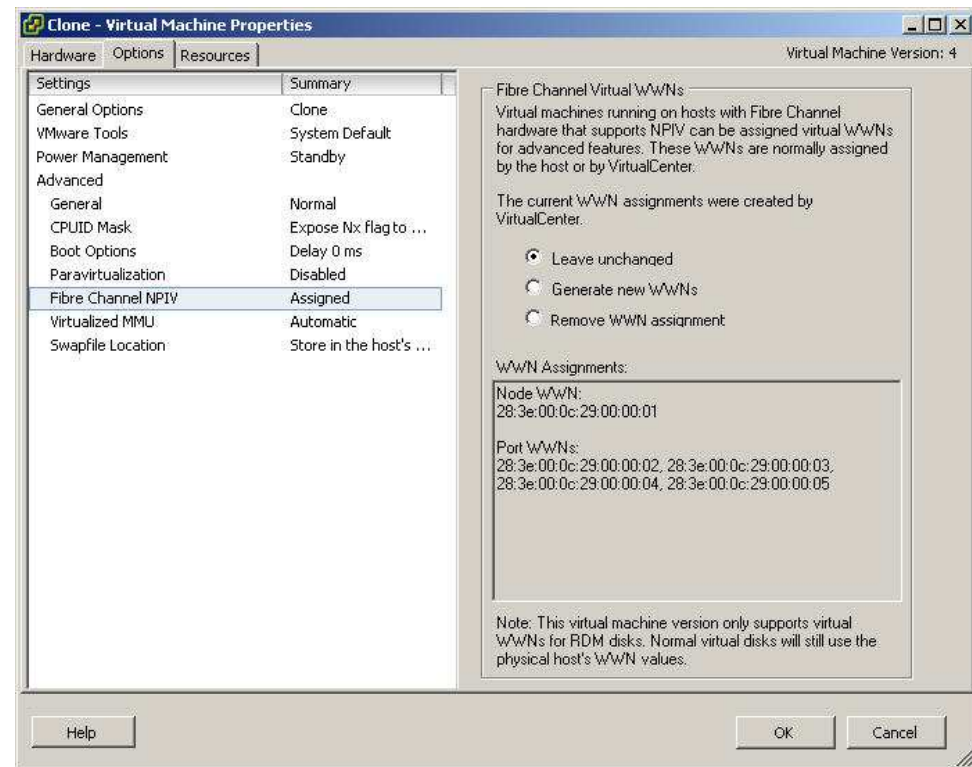 Clone - Virtual Machine Properties
Hardware Options Resources Virtual Machine Version: 4
Settings Summary
General Options Clone
VMware Tools System Default
Power Management Standby
Advanced
General Normal
CPUID Mask Expose Nx flag to ...
Boot Options Delay 0 ms
Paravirtualization Disabled
Fibre Channel NPIV Assigned
Virtualized MMU Automatic
Swapfile Location Store in the host's ...
Fibre Channel Virtual WWNs
Virtual machines running on hosts with Fibre Channel
hardware that supports NPIV can be assigned virtual WWNs
for advanced features. These WWNs are normally assigned
by the host or by VirtualCenter.
The current WWN assignments were created by
VirtualCenter.
Leave unchanged
Generate new WWNs
Remove WWN assignment
WWN Assignments:
Node WWN:
28:3e:00:0c:29:00:00:01
Port WWNs:
28:3e:00:0c:29:00:00:02, 28:3e:00:0c:29:00:00:03,
28:3e:00:0c:29:00:00:04, 28:3e:00:0c:29:00:00:05
Note: This virtual machine version only supports virtual
WWNs for RDM disks. Normal virtual disks will still use the
physical host's WWN values.
Help OK Cancel